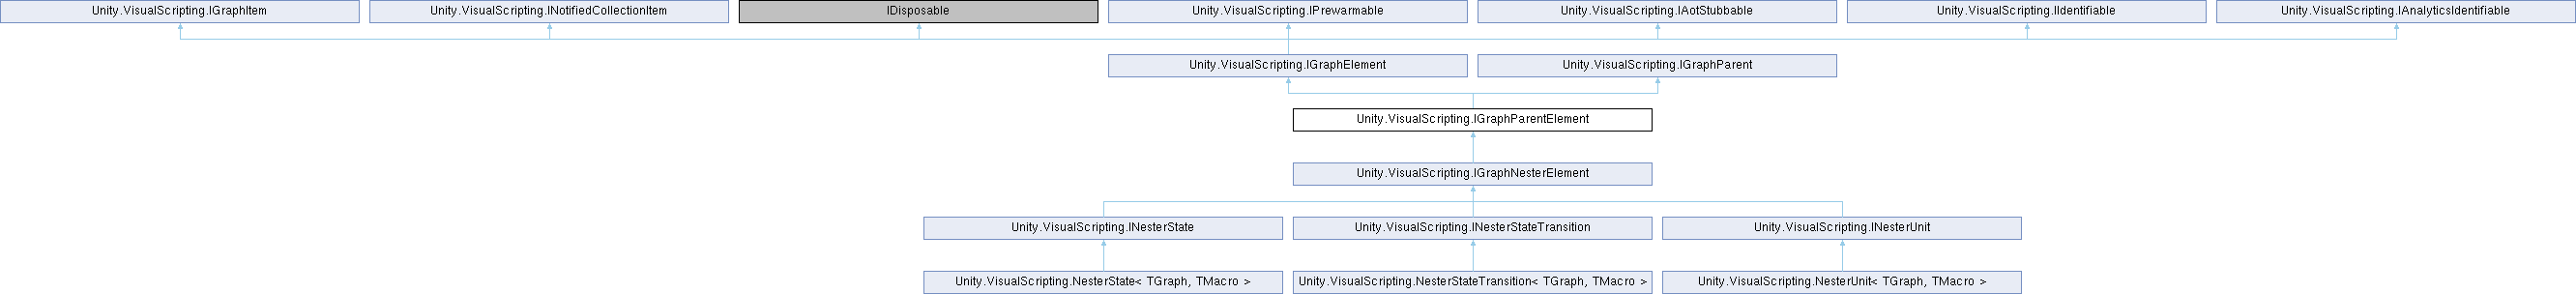 Unity.VisualScripting.IGraphItem
Unity.VisualScripting.INotifiedCollectionItem
IDisposable
Unity.VisualScripting.IPrewarmable
Unity.VisualScripting.IAotStubbable
Unity.VisualScripting.IIdentifiable
Unity.VisualScripting.IAnalyticsIdentifiable
Unity.VisualScripting.IGraphElement
Unity.VisualScripting.IGraphParent
Unity.VisualScripting.IGraphParentElement
Unity.VisualScripting.IGraphNesterElement
Unity.VisualScripting.INesterState
Unity.VisualScripting.INesterStateTransition
Unity.VisualScripting.INesterUnit
Unity.VisualScripting.NesterState< TGraph, TMacro >
Unity.VisualScripting.NesterStateTransition< TGraph, TMacro >
Unity.VisualScripting.NesterUnit< TGraph, TMacro >